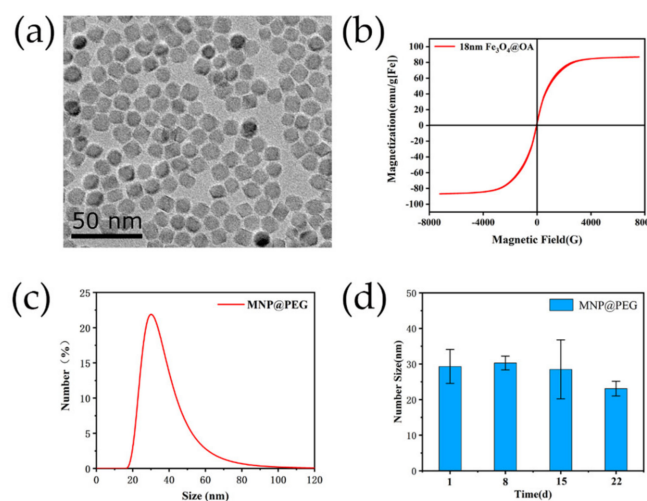 (a)
50 nm
(b)
18nm Fe₃O₄@OA
Magnetization(emu/g[Fe]
100
80
60
40
20
0
-20
-40
-60
-80
-100
-8000
-4000
0
4000
8000
Magnetic Field(G)
(c)
MNP@PEG
Number（%）
25
20
15
10
5
0
0
20
40
60
80
100
120
Size (nm)
(d)
MNP@PEG
Number Size(nm)
50
40
30
20
10
0
1
8
15
22
Time(d)